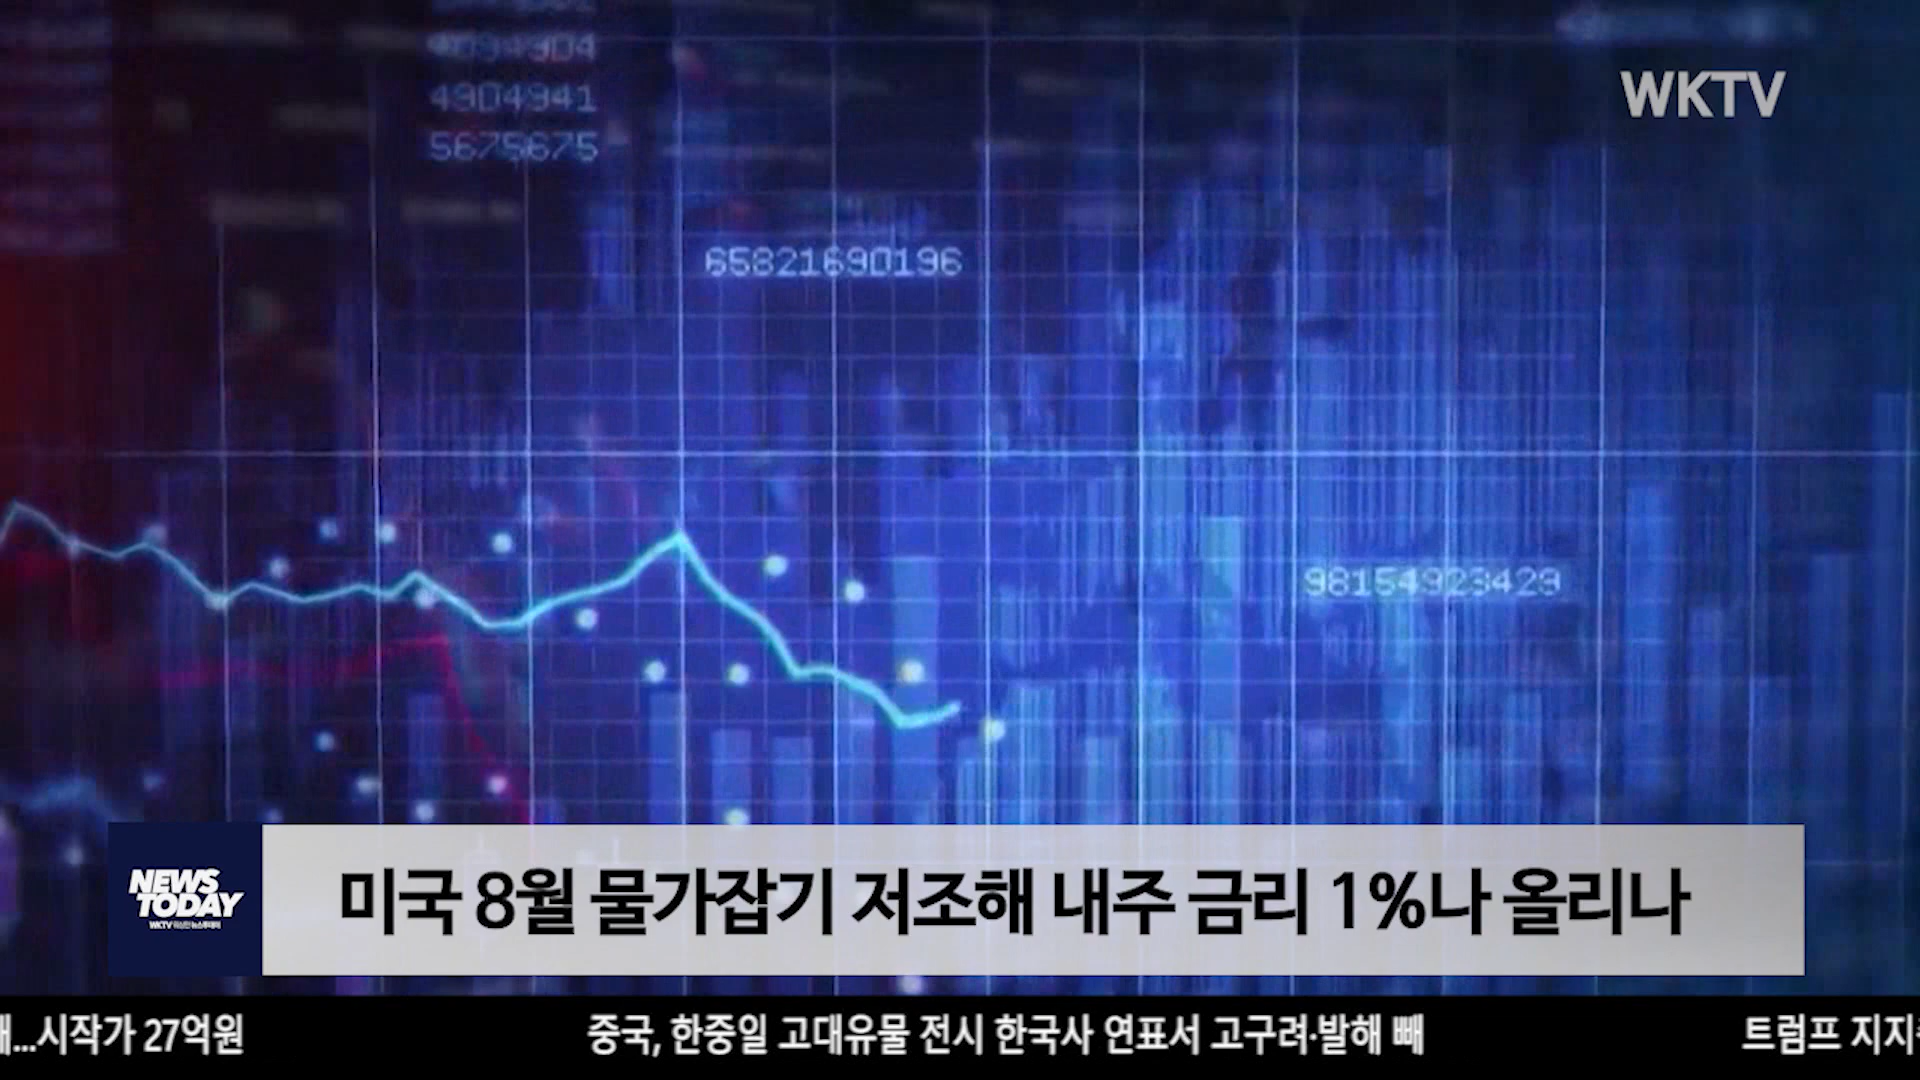 4904941
5675675
WKTV
65821690196
98154923429
NEWS
TODAY
미국 8월 물가잡기 저조해 내주 금리 1%나 올리나
...시작가 27억원
중국, 한중일 고대유물 전시 한국사 연표서 고구려·발해 빼
트럼프 지지